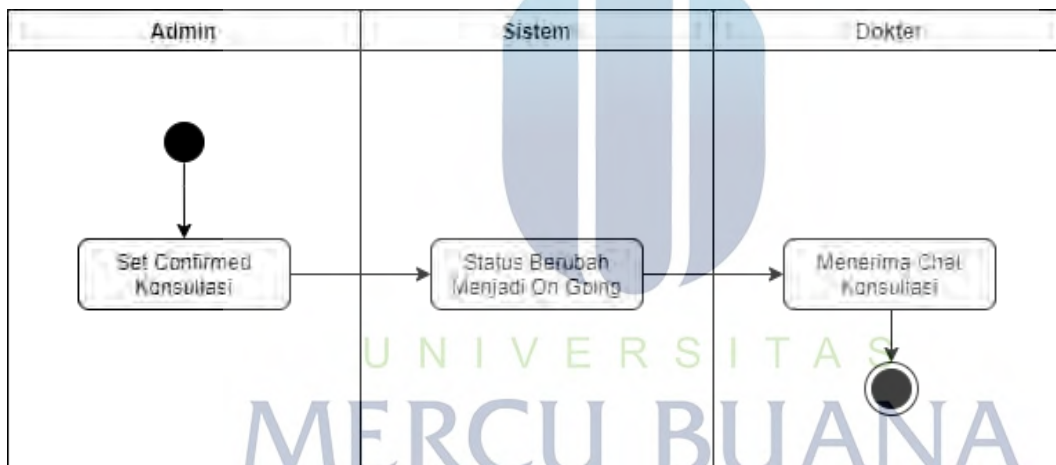 Admin
Sistem
Dokter
Set Confirmed
Konsultasi
Status Berubah
Menjadi On Going
Menerima Chat
Konsultasi
UNIVERSITAS
MERCU BUANA